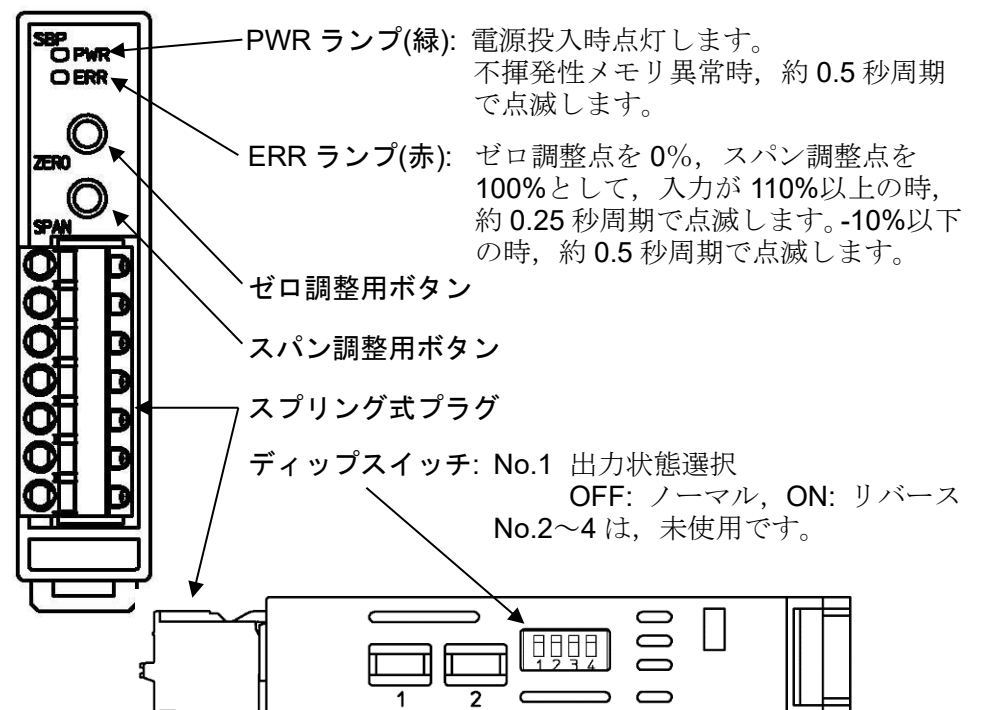 SBP
PWR
ERR
ZERO
SPAN
PWR ランプ(緑): 電源投入時点灯します。
不揮発性メモリ異常時，約 0.5 秒周期
で点滅します。
ERR ランプ(赤): ゼロ調整点を 0%，スパン調整点を
100%として，入力が 110%以上の時，
約 0.25 秒周期で点滅します。-10%以下
の時，約 0.5 秒周期で点滅します。
ゼロ調整用ボタン
スパン調整用ボタン
スプリング式プラグ
ディップスイッチ: No.1 出力状態選択
OFF: ノーマル，ON: リバース
No.2～4 は，未使用です。
1 2 3 4
1 2